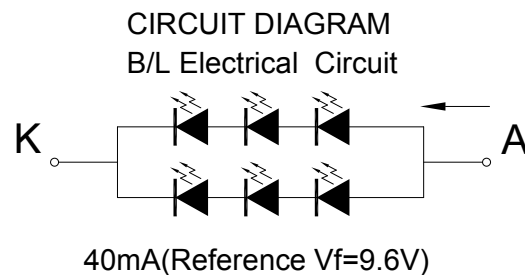 CIRCUIT DIAGRAM
B/L Electrical Circuit
K
A
40mA(Reference Vf=9.6V)